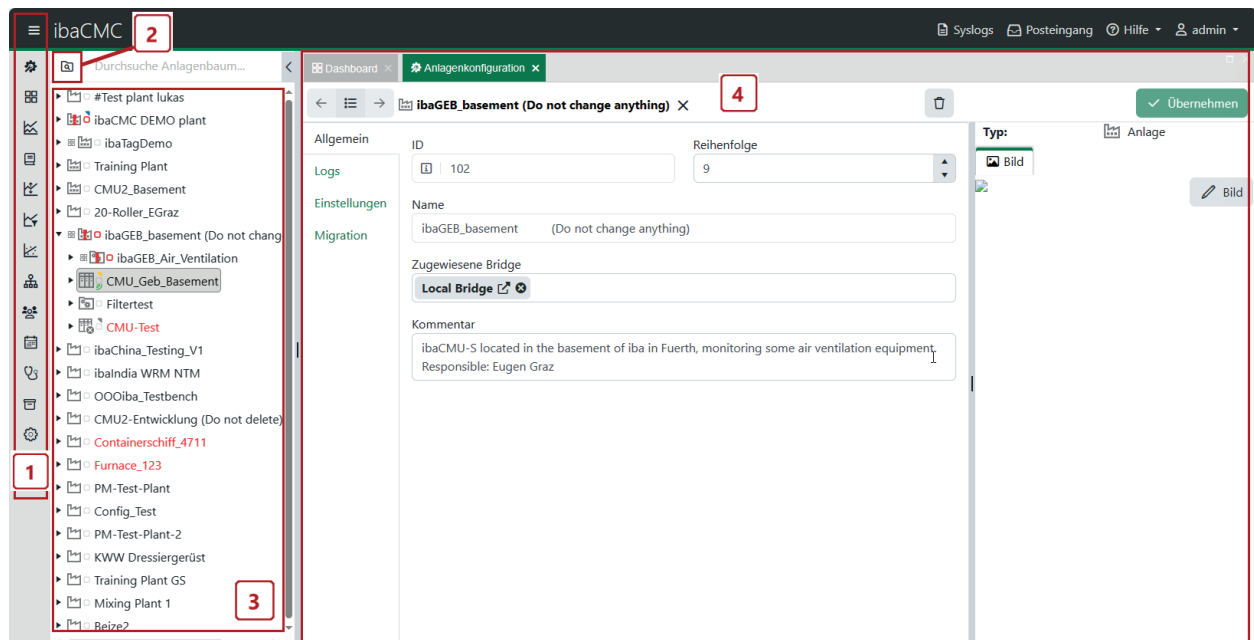 ibaCMC
2
Syslogs Posteingang Hilfe admin
Durchsuche Anlagenbaum...
Dashboard
Anlagenkonfiguration
4
#Test plant lukas
ibaCMC DEMO plant
ibaTagDemo
Training Plant
CMU2_Basement
20-Roller_EGraz
ibaGEB_basement (Do not chang
ibaGEB_Air_Ventilation
CMU_Geb_Basement
Filtertest
CMU-Test
ibaChina_Testing_V1
ibaIndia WRM NTM
OOOiba_Testbench
CMU2-Entwicklung (Do not delete)
Containerschiff_4711
Furnace_123
PM-Test-Plant
Config_Test
PM-Test-Plant-2
KWW Dressiergerüst
Training Plant GS
Mixing Plant 1
Beize2
1
3
ibaGEB_basement (Do not change anything)
Übernehmen
Allgemein
Logs
Einstellungen
Migration
ID
102
Reihenfolge
9
Name
ibaGEB_basement (Do not change anything)
Zugewiesene Bridge
Local Bridge
Kommentar
ibaCMU-S located in the basement of iba in Fuerth, monitoring some air ventilation equipment.
Responsible: Eugen Graz
Typ: Anlage
Bild
Bild